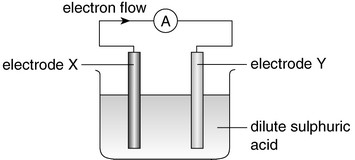 electron flow
A
electrode X
electrode Y
dilute sulphuric
acid